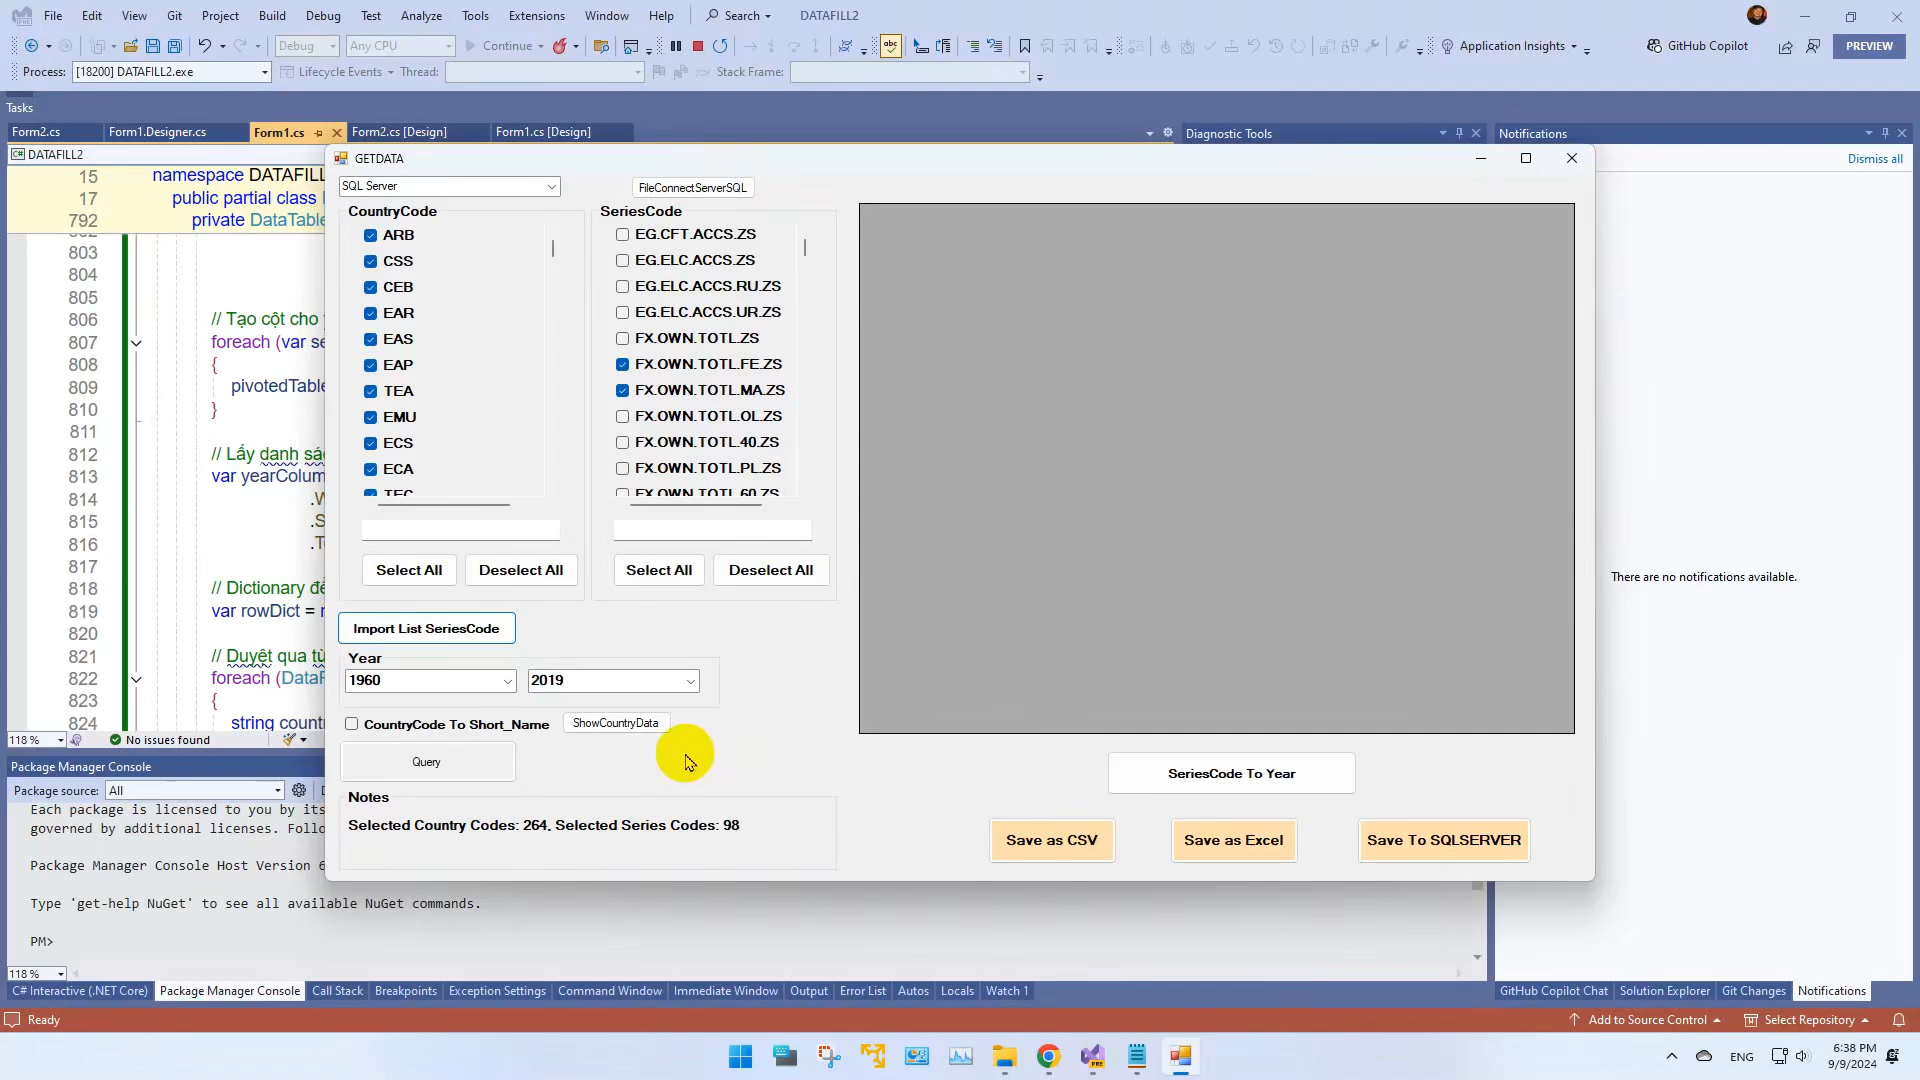 File Edit View Git Project Build Debug Test Analyze Tools Extensions Window Help Search DATAFILL2
Debug Any CPU Continue abc Application Insights GitHub Copilot PREVIEW
Process: [18200] DATAFILL2.exe Lifecycle Events Thread: Stack Frame:
Tasks
Form2.cs Form1.Designer.cs Form1.cs Form2.cs [Design] Form1.cs [Design] Diagnostic Tools Notifications
DATAFILL2
Dismiss all
15 namespace DATAFILL
17 public partial class
792 private DataTable
803
804
805
806 // Tạo cột cho
807 foreach (var se
808 {
809 pivotedTable
810 }
811
812 // Lấy danh sác
813 var yearColum
814
815
816
817
818 // Dictionary để
819 var rowDict =
820
821 // Duyệt qua từ
822 foreach (DataR
823 {
824 string countr
118 % No issues found
GETDATA
SQL Server
FileConnectServerSQL
CountryCode
ARB
CSS
CEB
EAR
EAS
EAP
TEA
EMU
ECS
ECA
TEC
Select All Deselect All
SeriesCode
EG.CFT.ACCS.ZS
EG.ELC.ACCS.ZS
EG.ELC.ACCS.RU.ZS
EG.ELC.ACCS.UR.ZS
FX.OWN.TOTL.ZS
FX.OWN.TOTL.FE.ZS
FX.OWN.TOTL.MA.ZS
FX.OWN.TOTL.OL.ZS
FX.OWN.TOTL.40.ZS
FX.OWN.TOTL.PL.ZS
FX.OWN.TOTL.60.ZS
Select All Deselect All
Import List SeriesCode
Year
1960 2019
CountryCode To Short_Name ShowCountryData
Query
Notes
Selected Country Codes: 264, Selected Series Codes: 98
SeriesCode To Year
Save as CSV Save as Excel Save To SQLSERVER
There are no notifications available.
Package Manager Console
Package source: All
Each package is licensed to you by its
governed by additional licenses. Follo
Package Manager Console Host Version 6
Type 'get-help NuGet' to see all available NuGet commands.
PM>
118 %
C# Interactive (.NET Core) Package Manager Console Call Stack Breakpoints Exception Settings Command Window Immediate Window Output Error List Autos Locals Watch 1
GitHub Copilot Chat Solution Explorer Git Changes Notifications
Ready Add to Source Control Select Repository
ENG 6:38 PM
9/9/2024